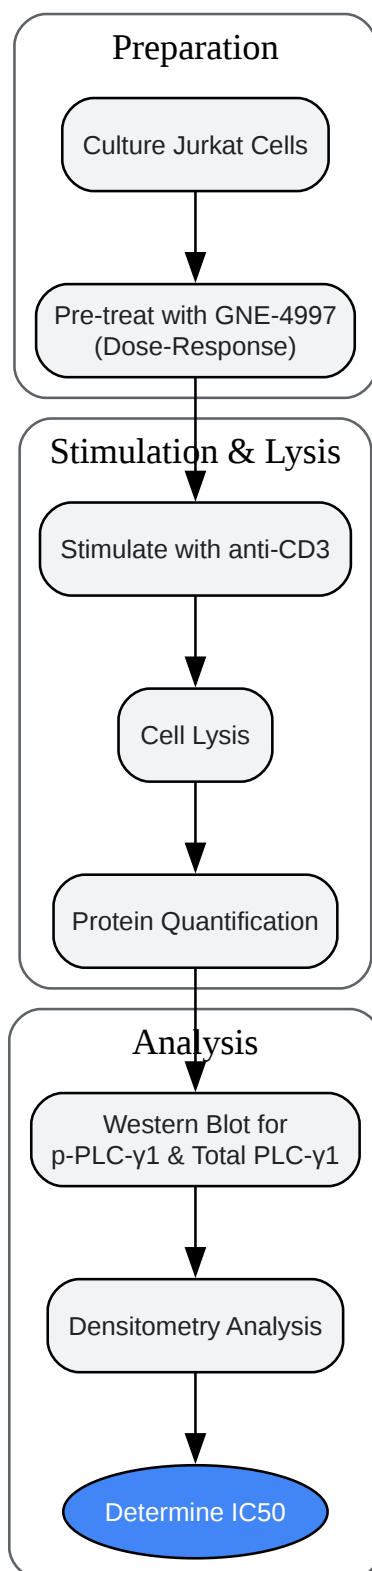 Preparation
Culture Jurkat Cells
Pre-treat with GNE-4997
(Dose-Response)
Stimulation & Lysis
Stimulate with anti-CD3
Cell Lysis
Protein Quantification
Analysis
Western Blot for
p-PLC-γ1 & Total PLC-γ1
Densitometry Analysis
Determine IC50